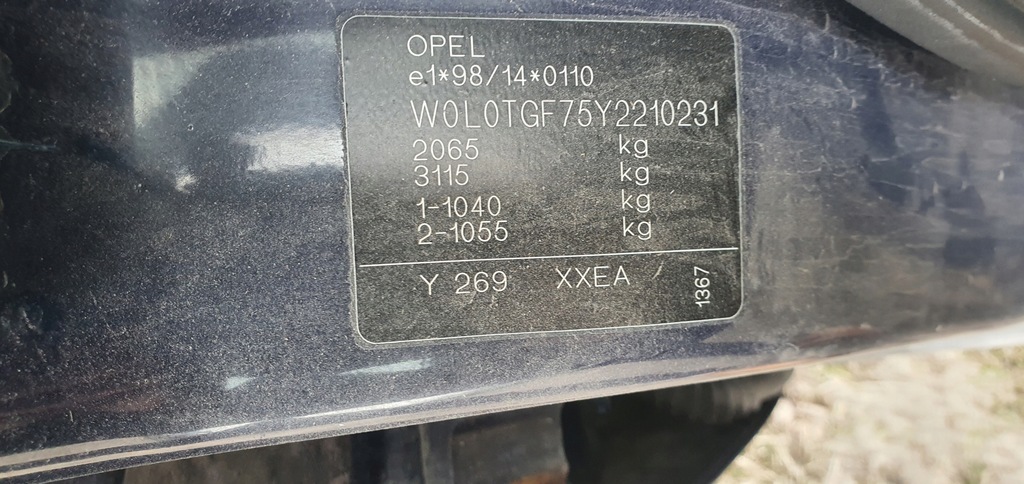 OPEL
e1*98/14*0110
W0L0TGF75Y2210231
2065 kg
3115 kg
1-1040 kg
2-1055 kg
Y 269 XXEA
1367